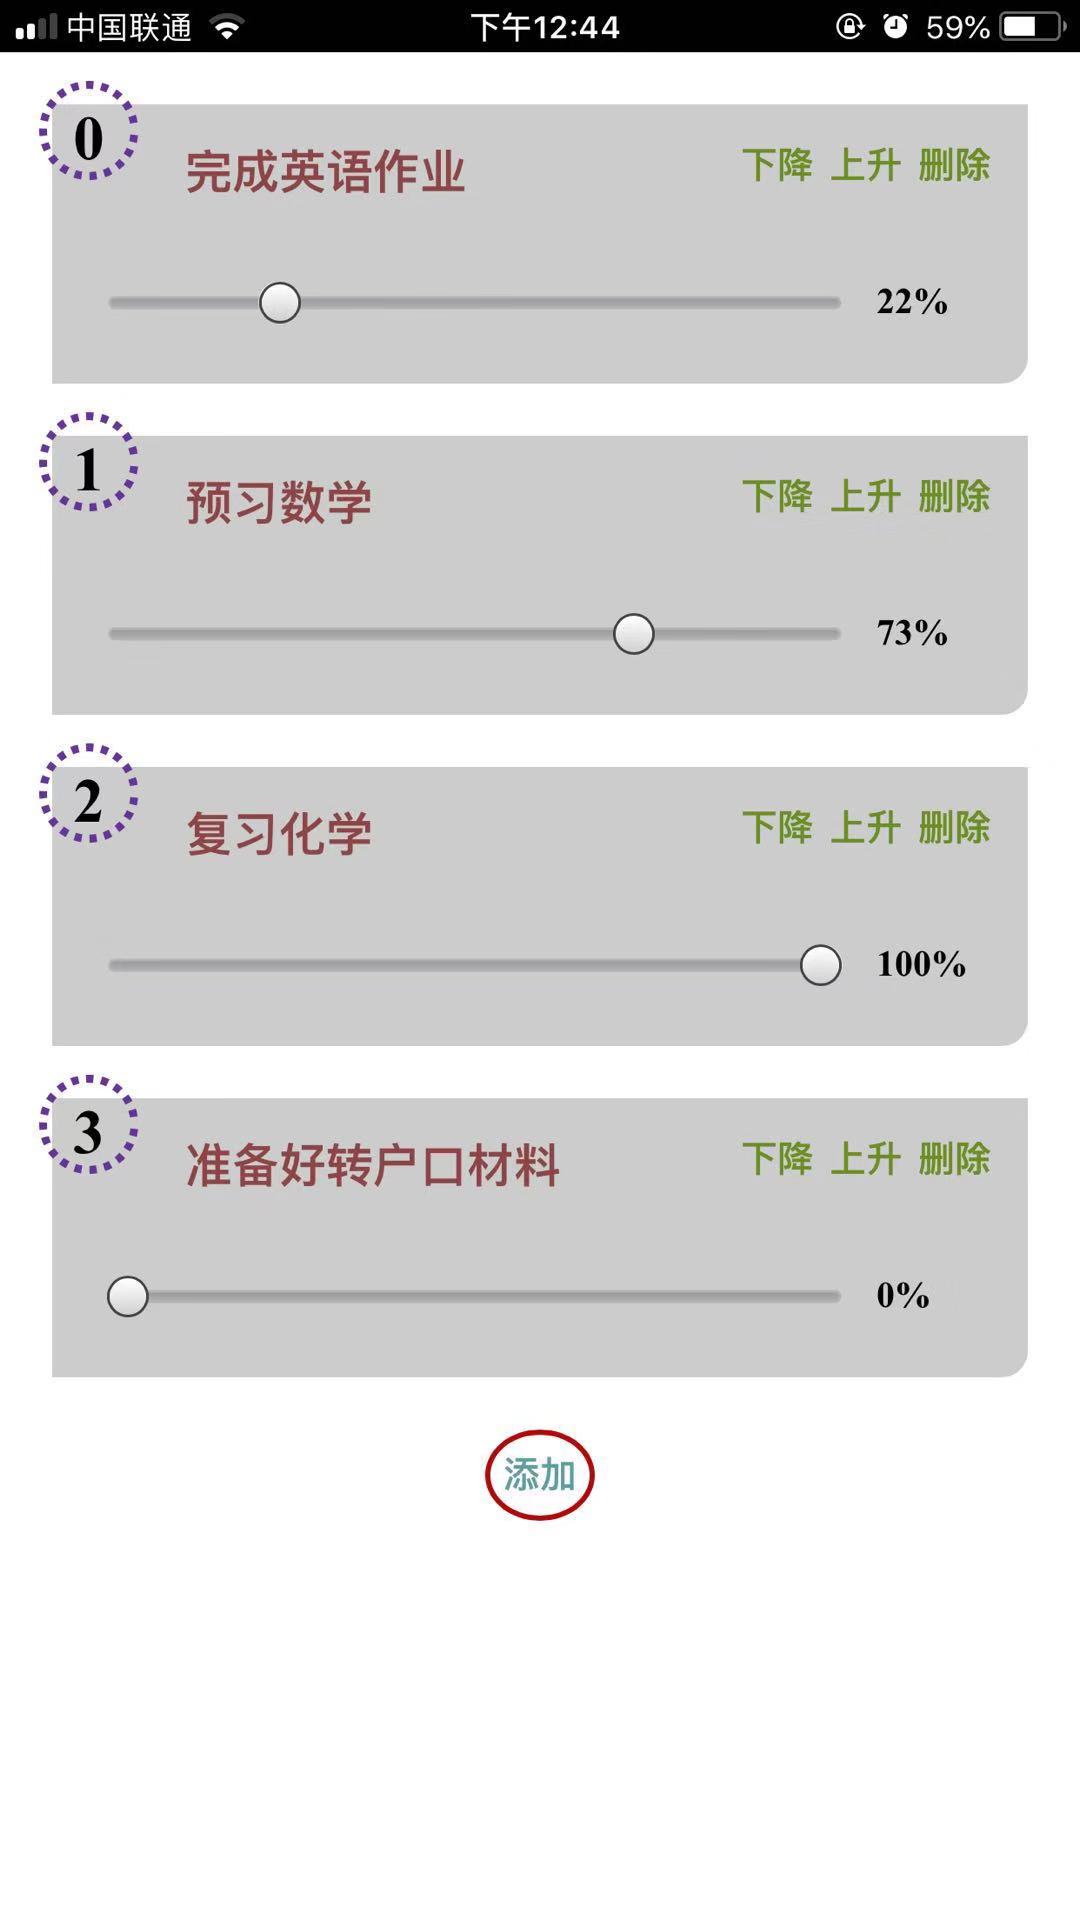 中国联通 下午12:44 59%
0
完成英语作业 下降 上升 删除
22%
1
预习数学 下降 上升 删除
73%
2
复习化学 下降 上升 删除
100%
3
准备好转户口材料 下降 上升 删除
0%
添加